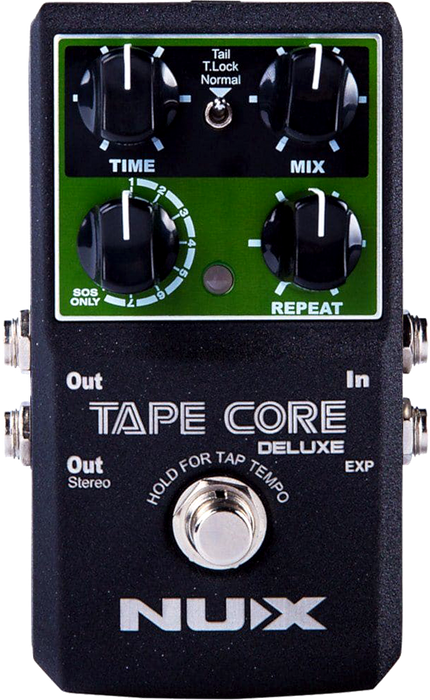 Tail
T.Lock
Normal
TIME
MIX
1
2
3
4
5
6
7
SOS
ONLY
REPEAT
Out
In
TAPE CORE
DELUXE
Out
Stereo
EXP
HOLD FOR TAP TEMPO
NUX